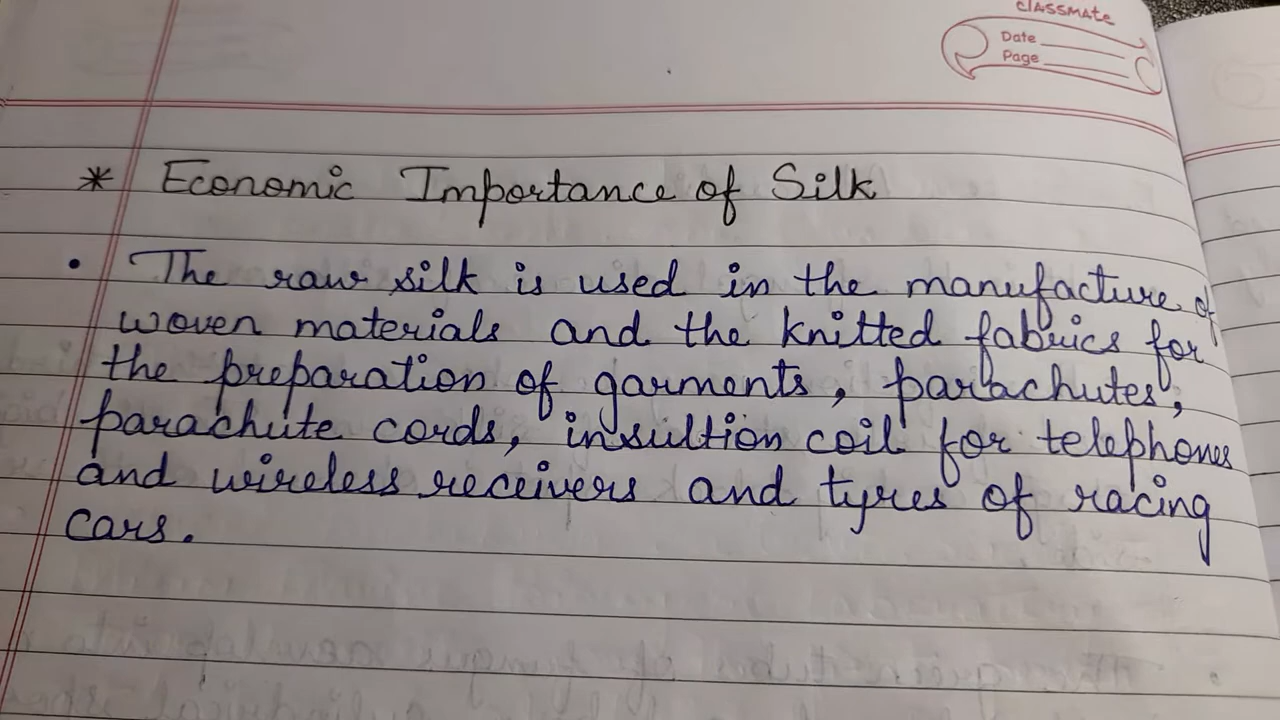 classmate
Date
Page
* Economic Importance of Silk
• The raw silk is used in the manufacture of
woven materials and the knitted fabrics for
the preparation of garments, parachutes,
parachute cords, insultion coil for telephones
and wireless receivers and tyres of racing
cars.